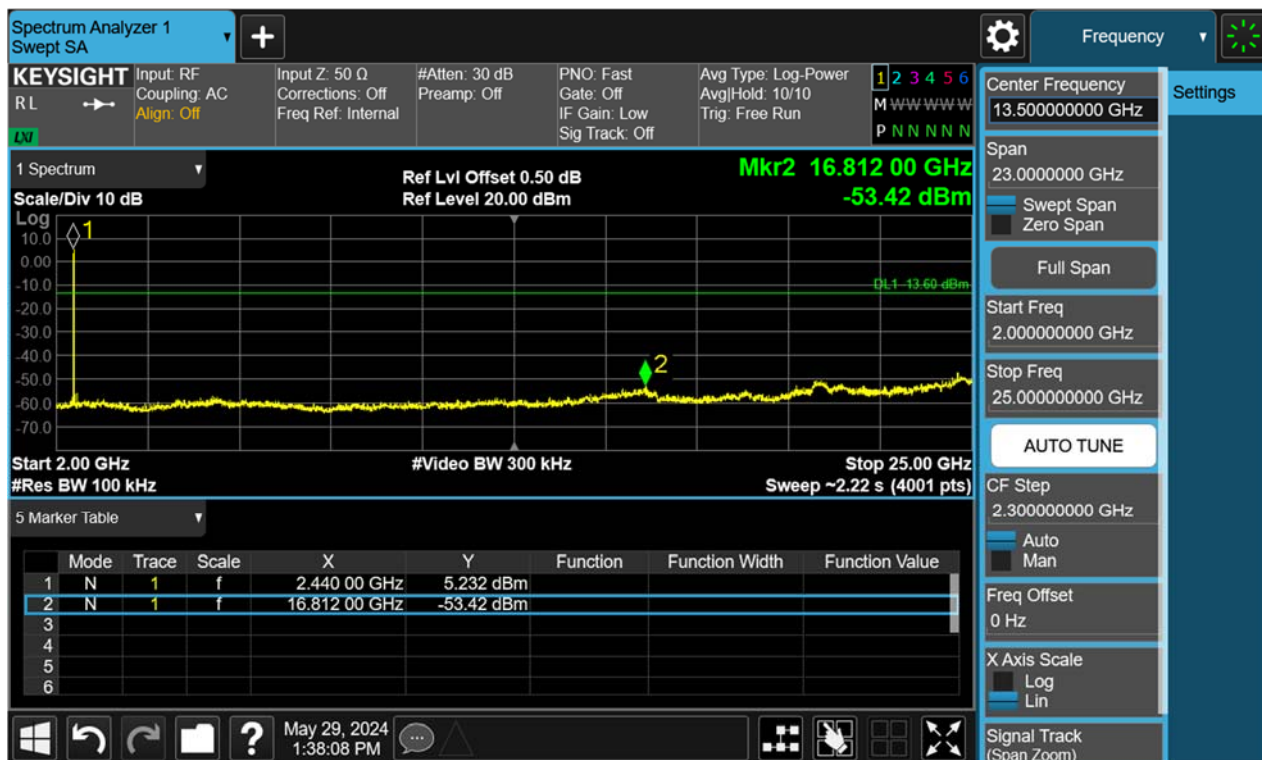 Spectrum Analyzer 1
Swept SA
+
Frequency
KEYSIGHT
R L
LXI
Input: RF
Coupling: AC
Align: Off
Input Z: 50 Ω
Corrections: Off
Freq Ref: Internal
#Atten: 30 dB
Preamp: Off
PNO: Fast
Gate: Off
IF Gain: Low
Sig Track: Off
Avg Type: Log-Power
Avg|Hold: 10/10
Trig: Free Run
1 2 3 4 5 6
M W W W W W
P N N N N N
1 Spectrum
Scale/Div 10 dB
Ref Lvl Offset 0.50 dB
Ref Level 20.00 dBm
Mkr2 16.812 00 GHz
-53.42 dBm
Log
10.0
0.00
-10.0
-20.0
-30.0
-40.0
-50.0
-60.0
-70.0
1
2
DL1 -13.60 dBm
Start 2.00 GHz
#Video BW 300 kHz
Stop 25.00 GHz
#Res BW 100 kHz
Sweep ~2.22 s (4001 pts)
5 Marker Table
Mode Trace Scale X Y Function Function Width Function Value
1 N 1 f 2.440 00 GHz 5.232 dBm
2 N 1 f 16.812 00 GHz -53.42 dBm
3
4
5
6
?
May 29, 2024
1:38:08 PM
Center Frequency
13.500000000 GHz
Settings
Span
23.0000000 GHz
Swept Span
Zero Span
Full Span
Start Freq
2.000000000 GHz
Stop Freq
25.000000000 GHz
AUTO TUNE
CF Step
2.300000000 GHz
Auto
Man
Freq Offset
0 Hz
X Axis Scale
Log
Lin
Signal Track
(Span Zoom)